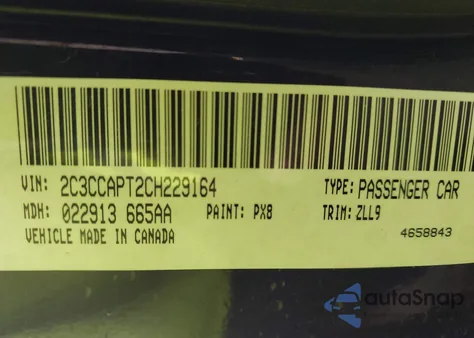 VIN: 2C3CCAPT2CH229164 TYPE: PASSENGER CAR
MDH: 022913 665AA PAINT: PX8 TRIM: ZLL9
VEHICLE MADE IN CANADA 4658843
autoSnap